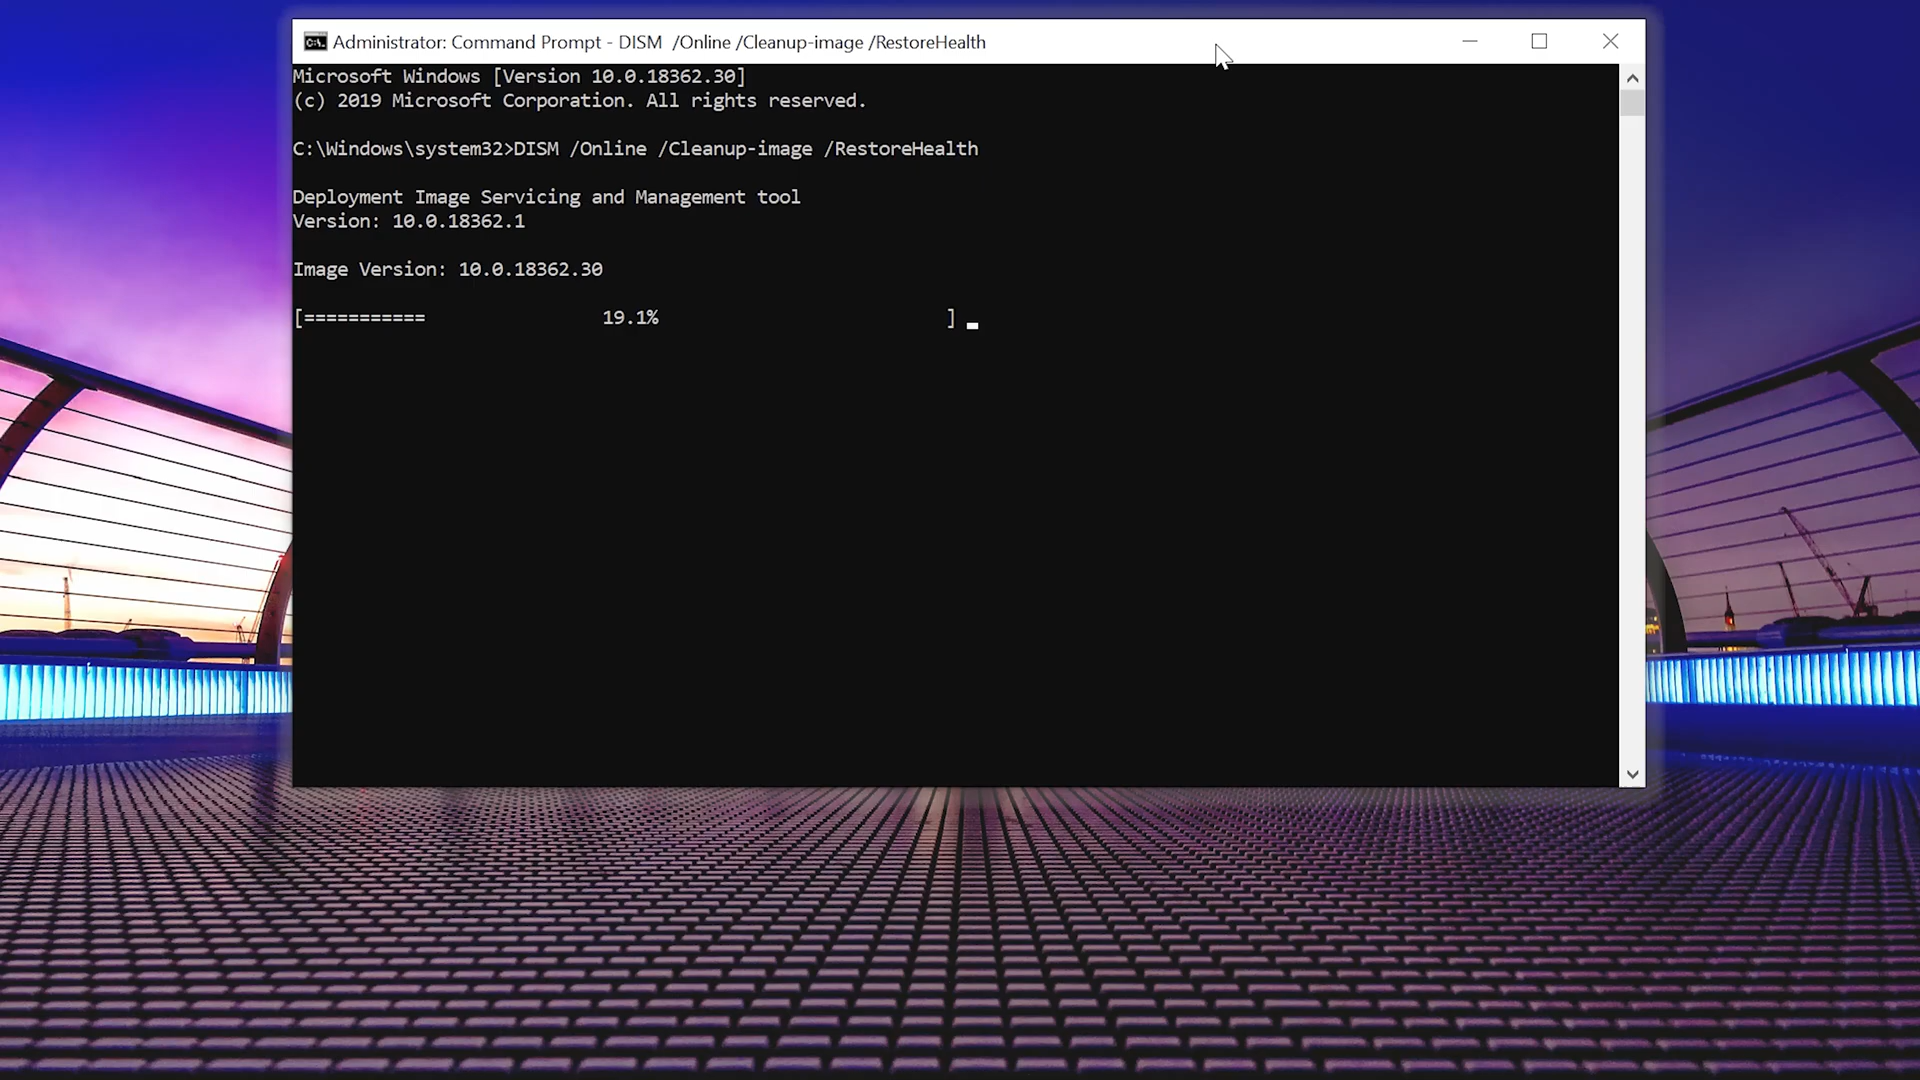 Administrator: Command Prompt - DISM  /Online /Cleanup-image /RestoreHealth
Microsoft Windows [Version 10.0.18362.30]
(c) 2019 Microsoft Corporation. All rights reserved.
C:\Windows\system32>DISM /Online /Cleanup-image /RestoreHealth
Deployment Image Servicing and Management tool
Version: 10.0.18362.1
Image Version: 10.0.18362.30
[===========                19.1%                          ]